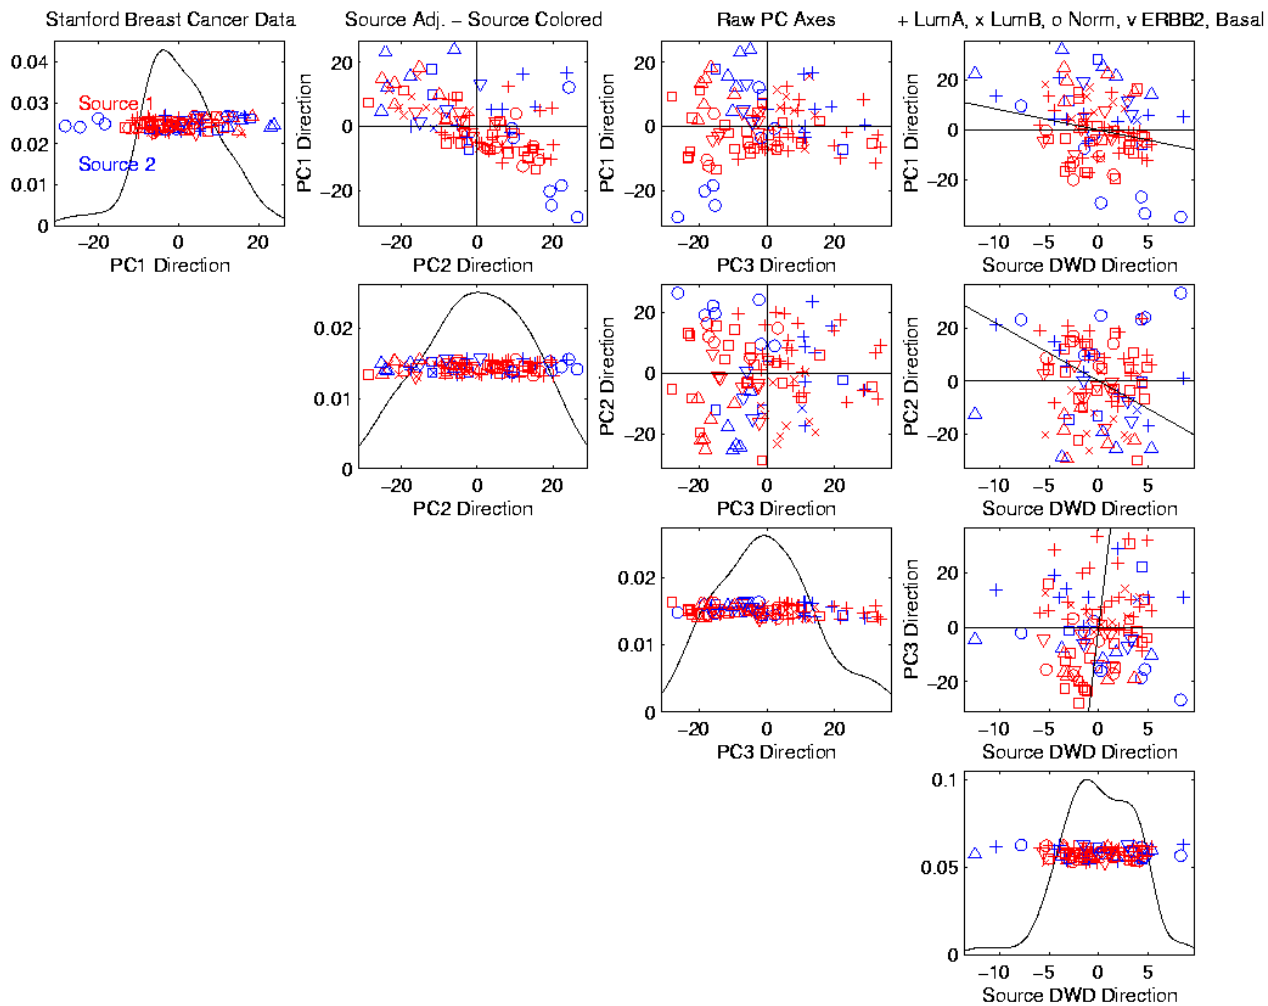 Stanford Breast Cancer Data
Source Adj. − Source Colored
Raw PC Axes
+ LumA, x LumB, o Norm, v ERBB2, Basal
0.04
0.03
0.02
0.01
0
Source 1
Source 2
−20 0 20
PC1 Direction
PC1 Direction
20
0
−20
−20 0 20
PC2 Direction
PC1 Direction
20
0
−20
−20 0 20
PC3 Direction
PC1 Direction
20
0
−20
−10 −5 0 5
Source DWD Direction
0.02
0.01
0
−20 0 20
PC2 Direction
PC2 Direction
20
0
−20
−20 0 20
PC3 Direction
PC2 Direction
20
0
−20
−10 −5 0 5
Source DWD Direction
0.02
0.01
0
−20 0 20
PC3 Direction
PC3 Direction
20
0
−20
−10 −5 0 5
Source DWD Direction
0.1
0.05
0
−10 −5 0 5
Source DWD Direction